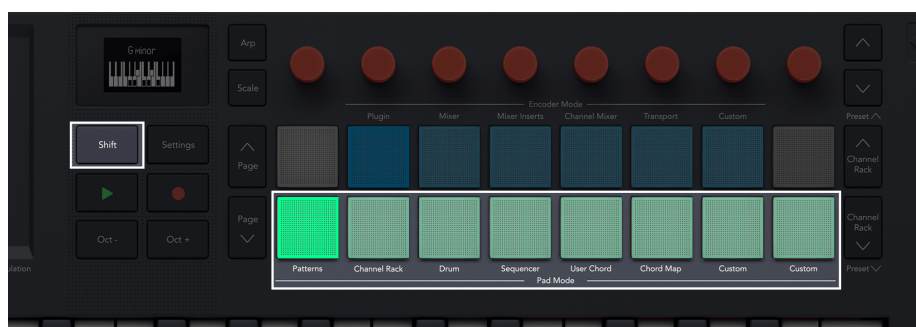 G Minor
Arp
Scale
Encoder Mode
Plugin Mixer Mixer Inserts Channel Mixer Transport Custom
Preset
Shift Settings
Page
Channel
Rack
Oct - Oct +
Page
Channel
Rack
Patterns Channel Rack Drum Sequencer User Chord Chord Map Custom Custom
Preset
Pad Mode